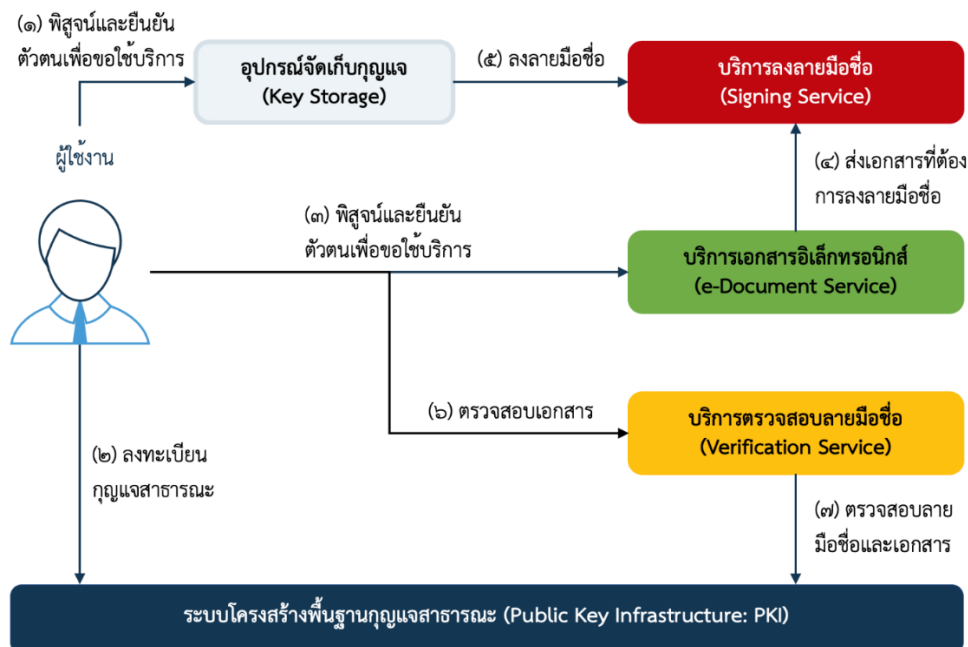 (๑) พิสูจน์และยืนยัน
ตัวตนเพื่อขอใช้บริการ
อุปกรณ์จัดเก็บกุญแจ
(Key Storage)
(๕) ลงลายมือชื่อ
บริการลงลายมือชื่อ
(Signing Service)
ผู้ใช้งาน
(๔) ส่งเอกสารที่ต้อง
การลงลายมือชื่อ
(๓) พิสูจน์และยืนยัน
ตัวตนเพื่อขอใช้บริการ
บริการเอกสารอิเล็กทรอนิกส์
(e-Document Service)
(๖) ตรวจสอบเอกสาร
บริการตรวจสอบลายมือชื่อ
(Verification Service)
(๒) ลงทะเบียน
กุญแจสาธารณะ
(๗) ตรวจสอบลาย
มือชื่อและเอกสาร
ระบบโครงสร้างพื้นฐานกุญแจสาธารณะ (Public Key Infrastructure: PKI)